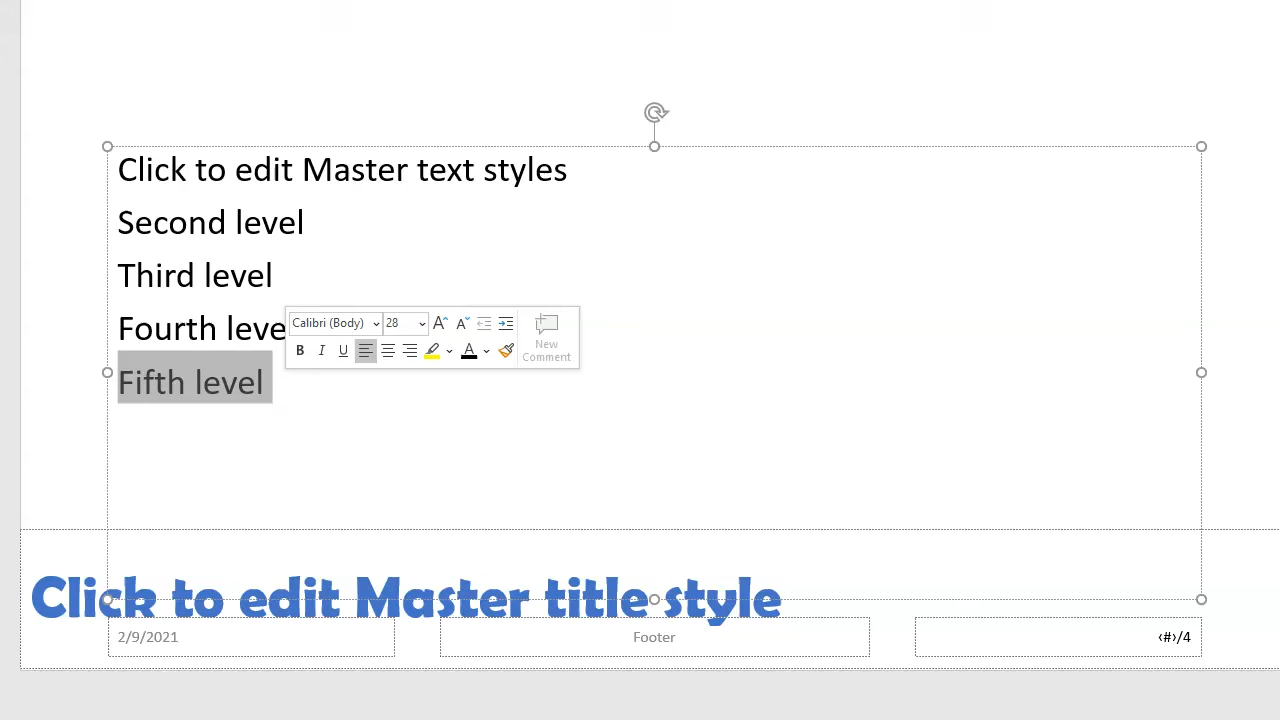 Click to edit Master text styles
Second level
Third level
Fourth leve
Calibri (Body) 28
New
Comment
B I U A
Fifth level
Click to edit Master title style
2/9/2021 Footer ‹#›/4